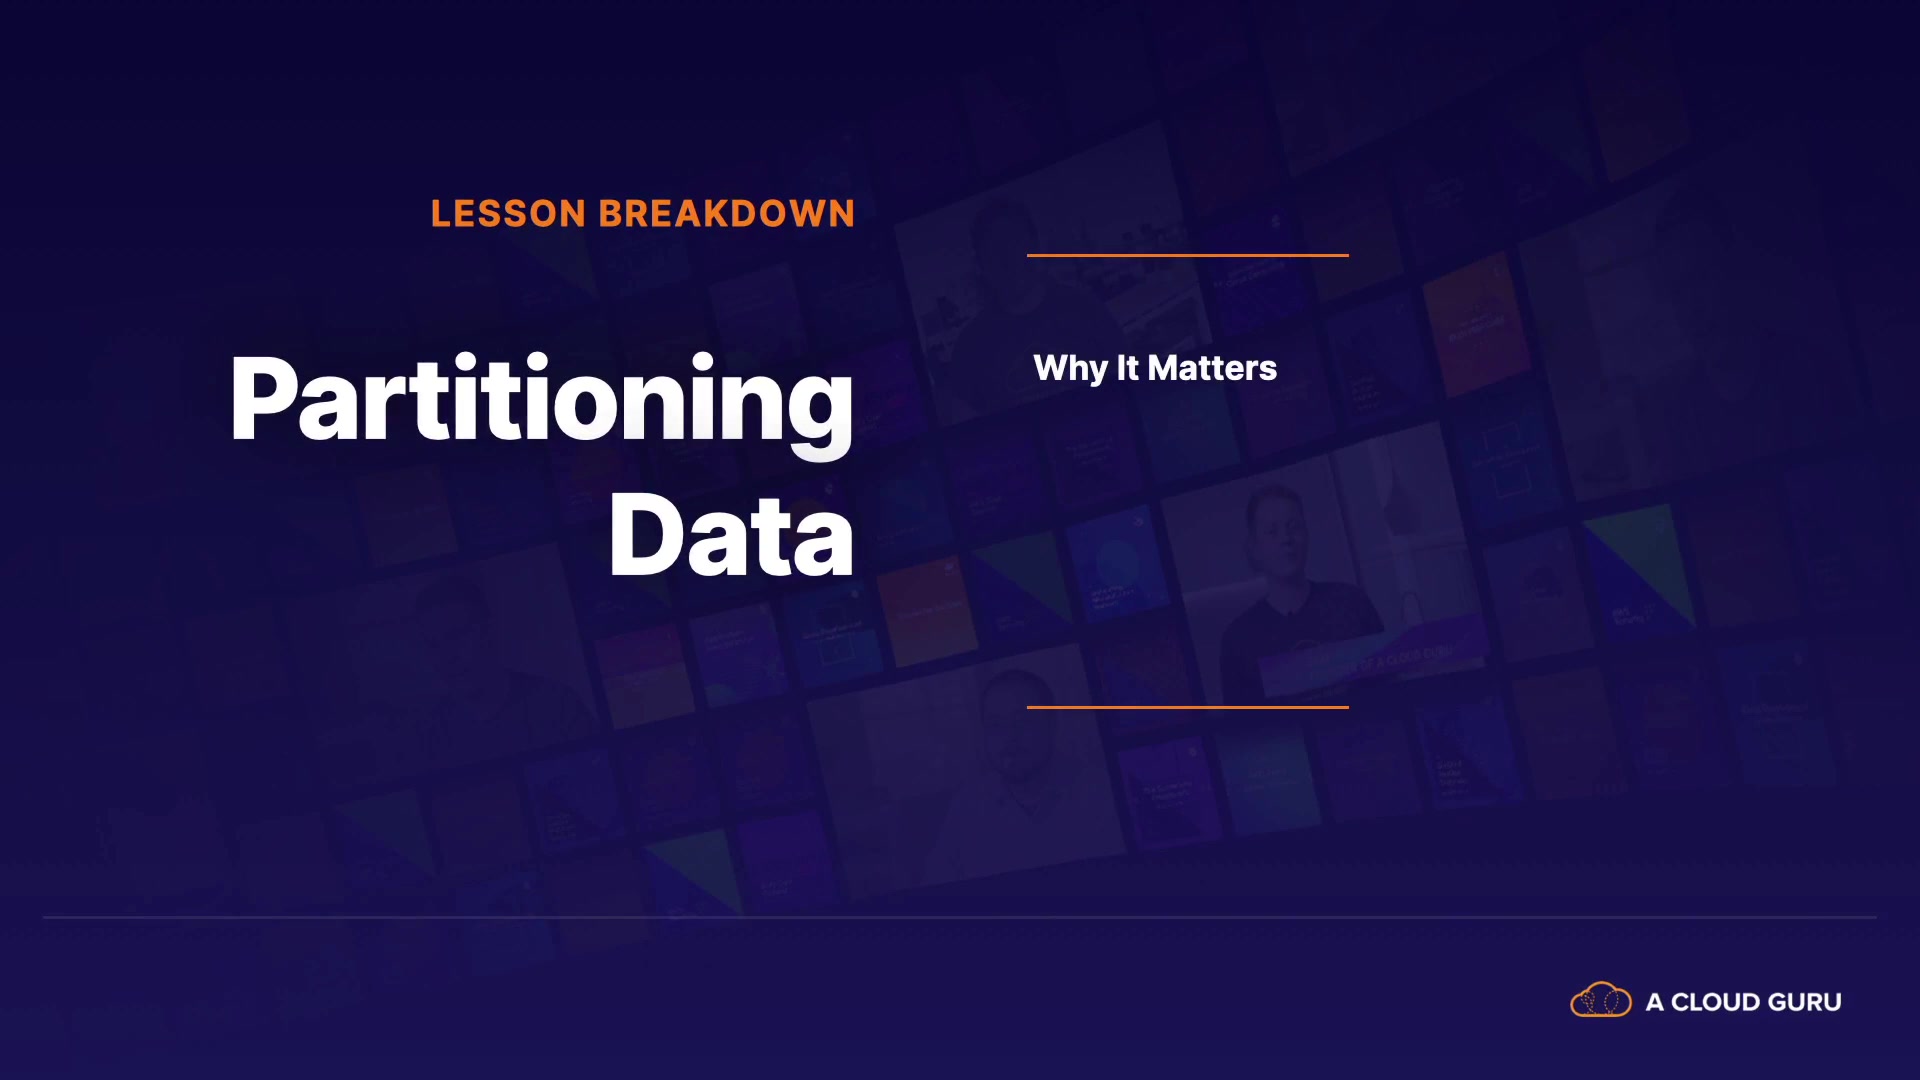 LESSON BREAKDOWN
Partitioning
Data
Why It Matters
A CLOUD GURU